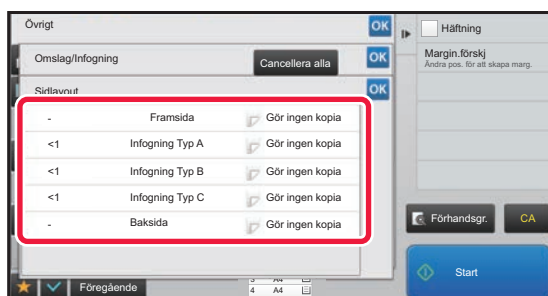 Övrigt
OK
Omslag/Infogning
Cancellera alla
OK
Sidlayout
OK
- Framsida Gör ingen kopia
<1 Infogning Typ A Gör ingen kopia
<1 Infogning Typ B Gör ingen kopia
<1 Infogning Typ C Gör ingen kopia
- Baksida Gör ingen kopia
Föregående
3 A4
4 A4
Häftning
Margin.förskj
Ändra pos. för att skapa marg.
Förhandsgr.
CA
Start